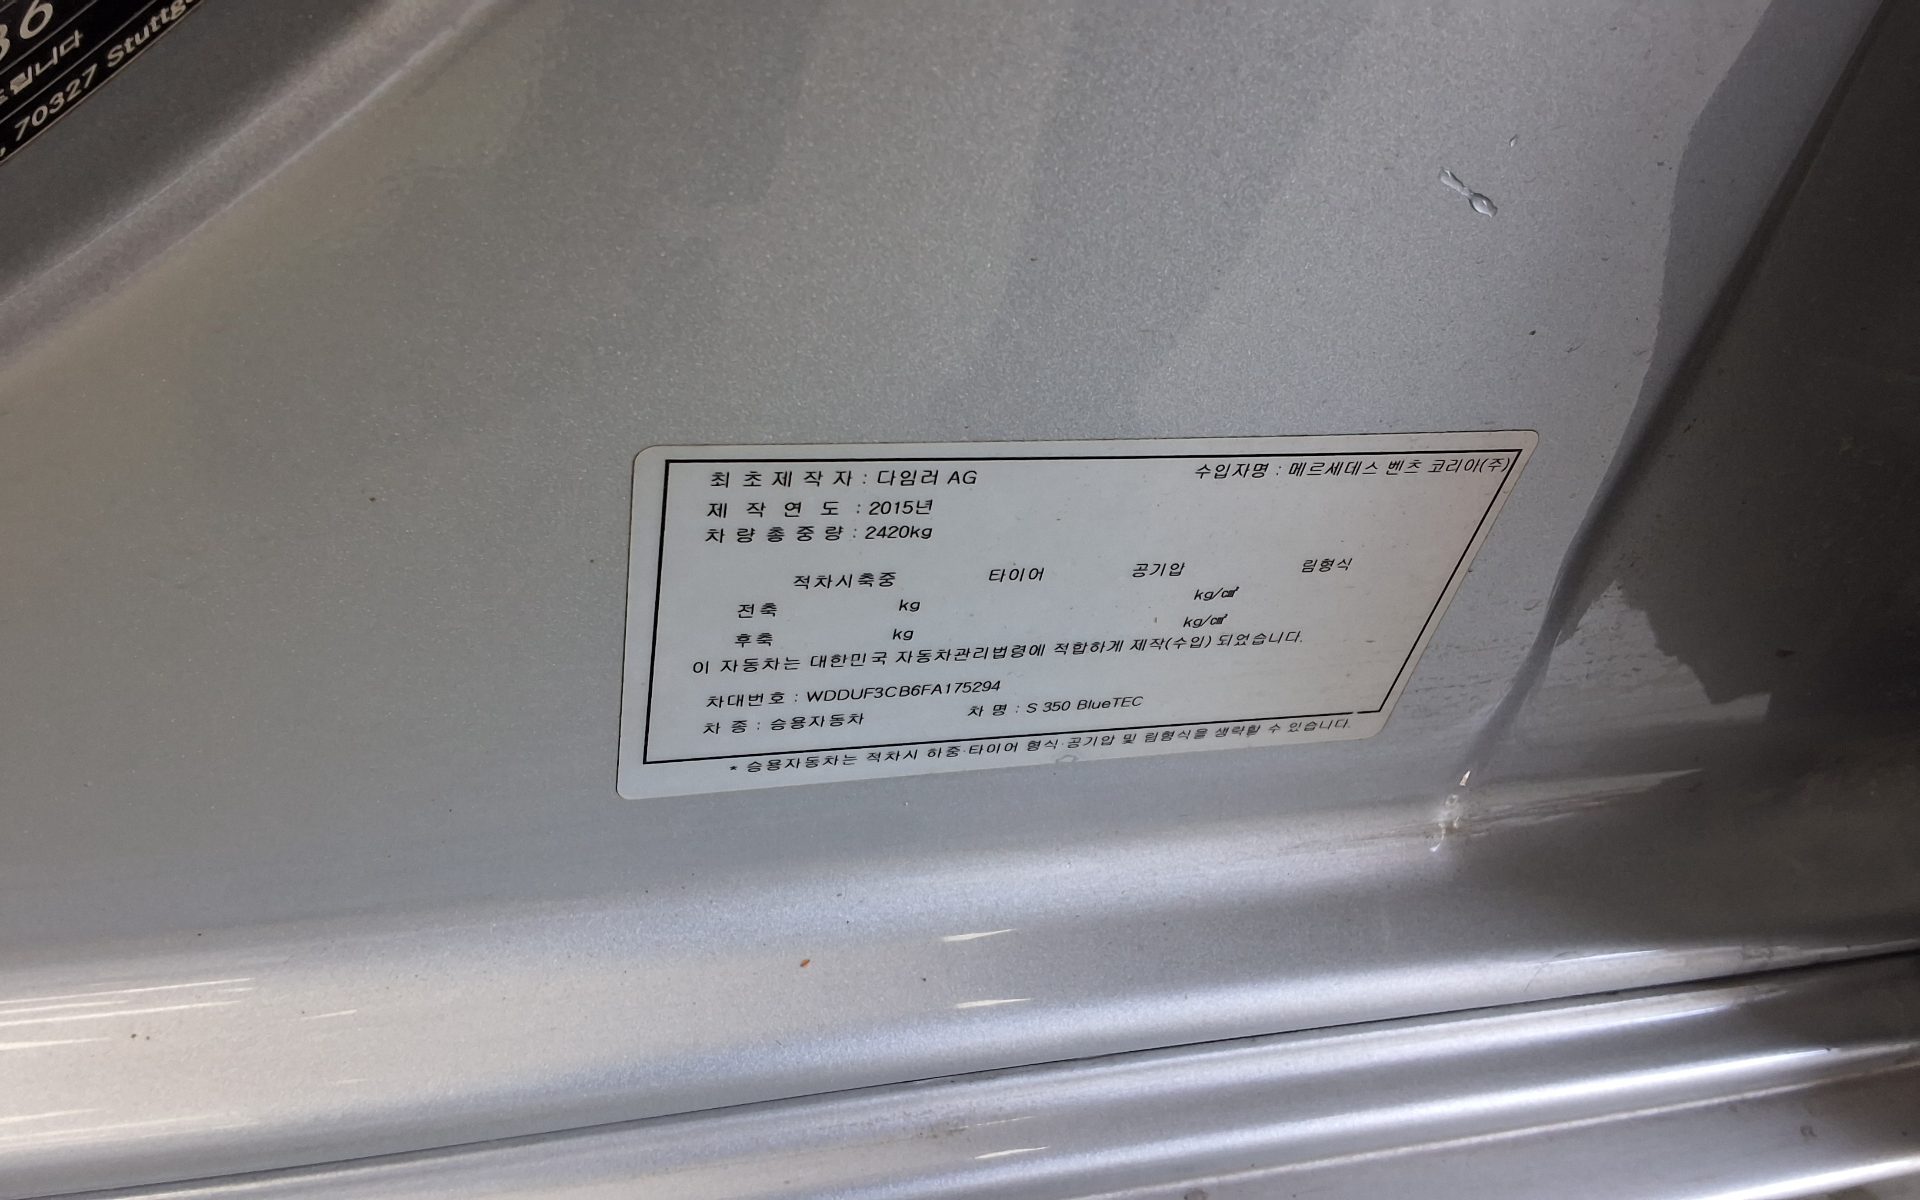 36
드립니다
, 70327 Stuttg
최 초 제 작 자 : 다임러 AG 수입자명 : 메르세데스 벤츠 코리아(주)
제 작 연 도 : 2015년
차 량 총 중 량 : 2420kg
적차시축중 타이어 공기압 림형식
전축 kg kg/㎠
후축 kg kg/㎠
이 자동차는 대한민국 자동차관리법령에 적합하게 제작(수입) 되었습니다.
차대번호 : WDDUF3CB6FA175294
차 종 : 승용자동차 차 명 : S 350 BlueTEC
* 승용자동차는 적차시 하중·타이어 형식·공기압 및 림형식을 생략할 수 있습니다.